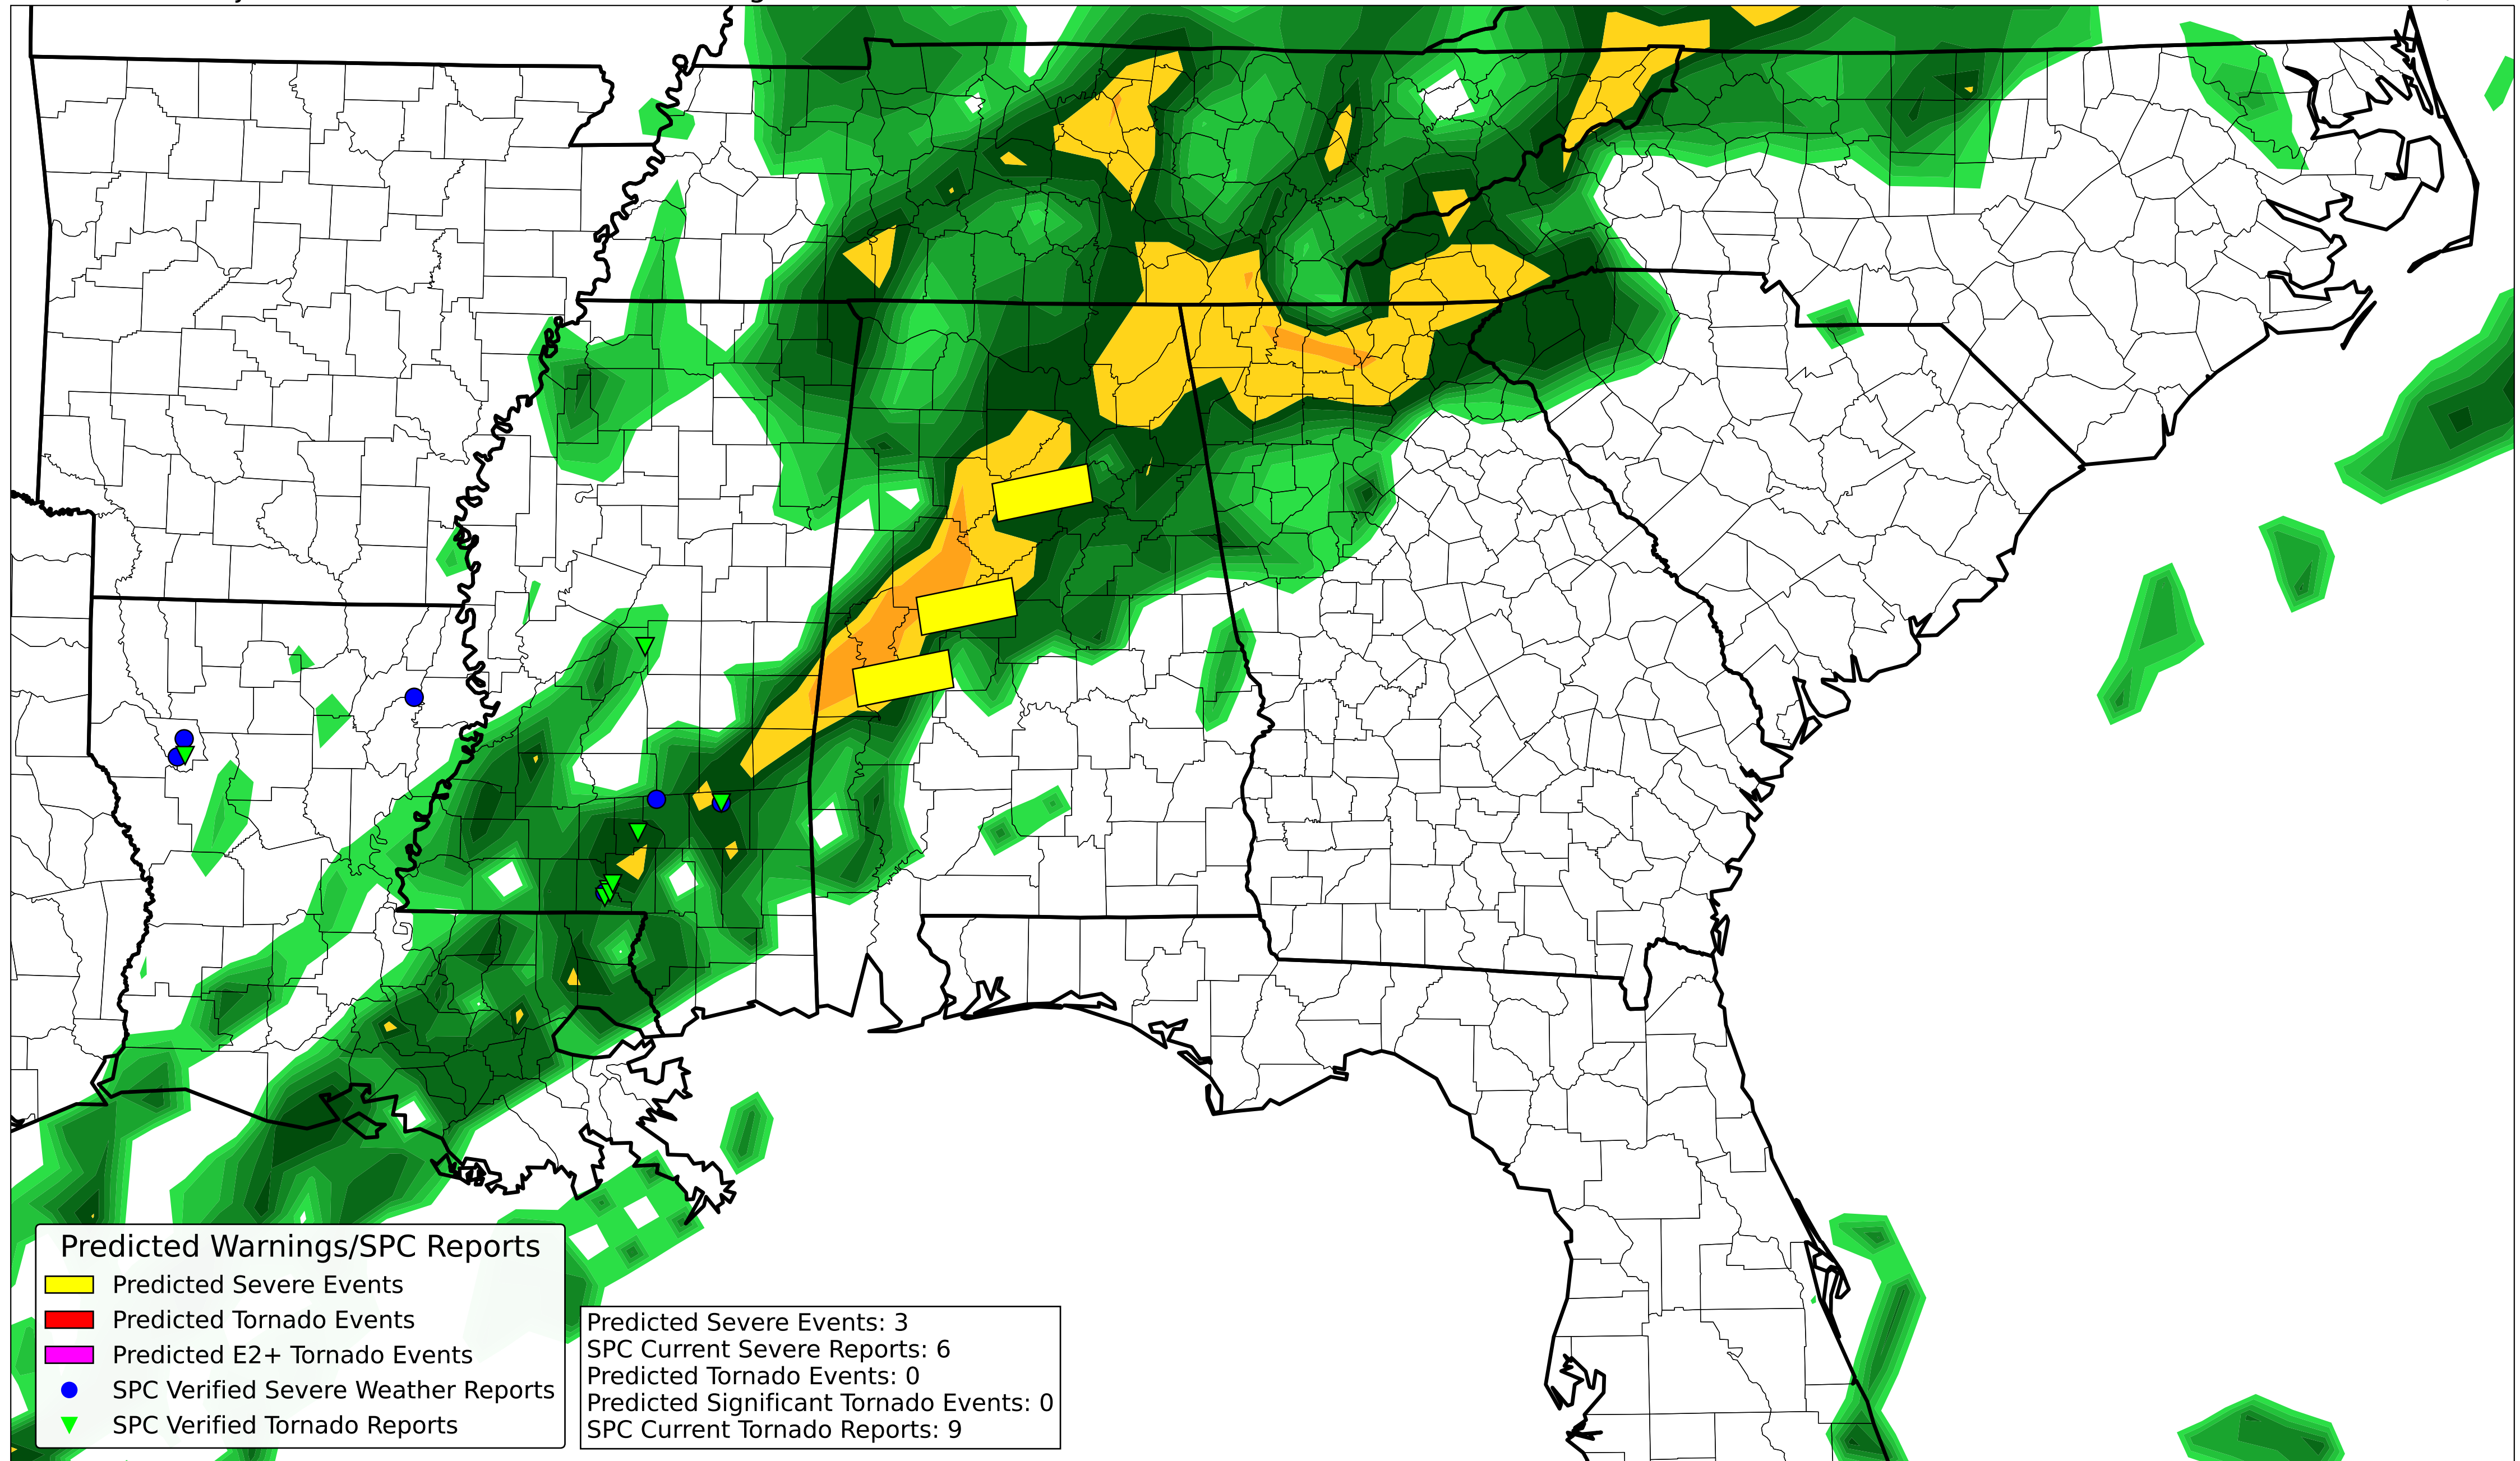 Predicted Warnings/SPC Reports
Predicted Severe Events
Predicted Tornado Events
Predicted E2+ Tornado Events
SPC Verified Severe Weather Reports
SPC Verified Tornado Reports
Predicted Severe Events: 3
SPC Current Severe Reports: 6
Predicted Tornado Events: 0
Predicted Significant Tornado Events: 0
SPC Current Tornado Reports: 9